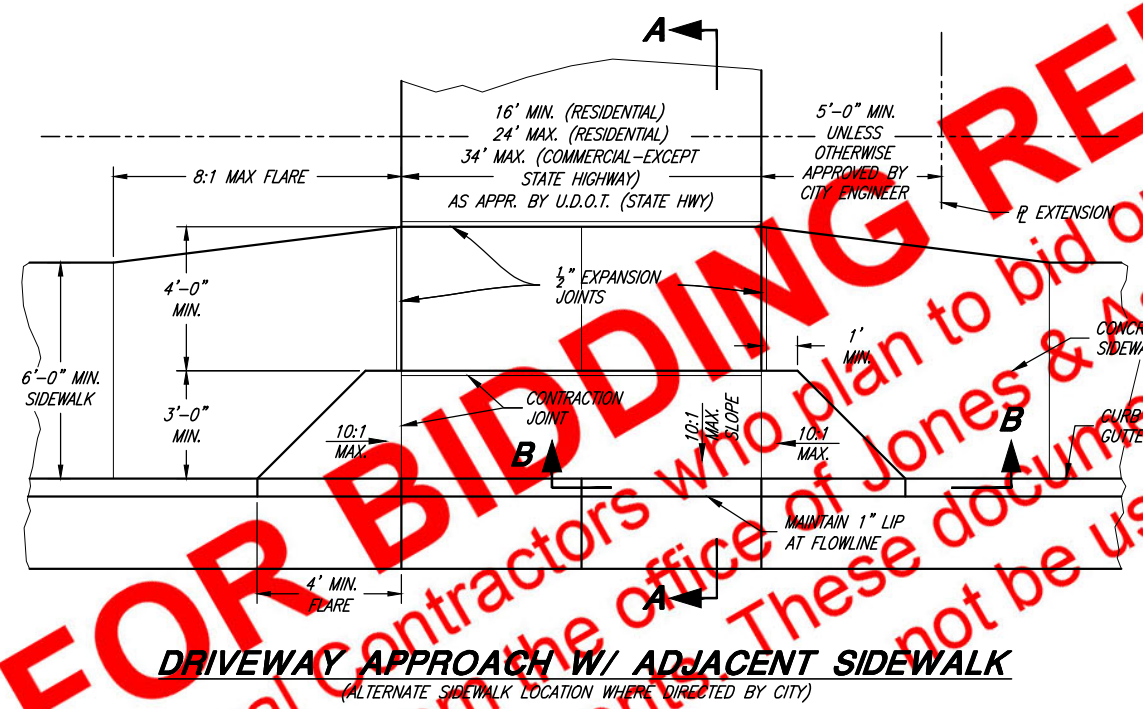 A
16' MIN. (RESIDENTIAL)
24' MAX. (RESIDENTIAL)
34' MAX. (COMMERCIAL-EXCEPT
STATE HIGHWAY)
AS APPR. BY U.D.O.T. (STATE HWY)
5'-0" MIN.
UNLESS
OTHERWISE
APPROVED BY
CITY ENGINEER
8:1 MAX FLARE
℄ EXTENSION
4'-0"
MIN.
1/2" EXPANSION
JOINTS
1'
MIN.
6'-0" MIN.
SIDEWALK
3'-0"
MIN.
CONTRACTION
JOINT
10:1
MAX.
10:1
MAX.
SLOPE
10:1
MAX.
B
B
CURB
MAINTAIN 1" LIP
AT FLOWLINE
4' MIN.
FLARE
A
DRIVEWAY APPROACH W/ ADJACENT SIDEWALK
(ALTERNATE SIDEWALK LOCATION WHERE DIRECTED BY CITY)
FOR BIDDING
Contractors who plan to bid
the office of Jones &
These
not be